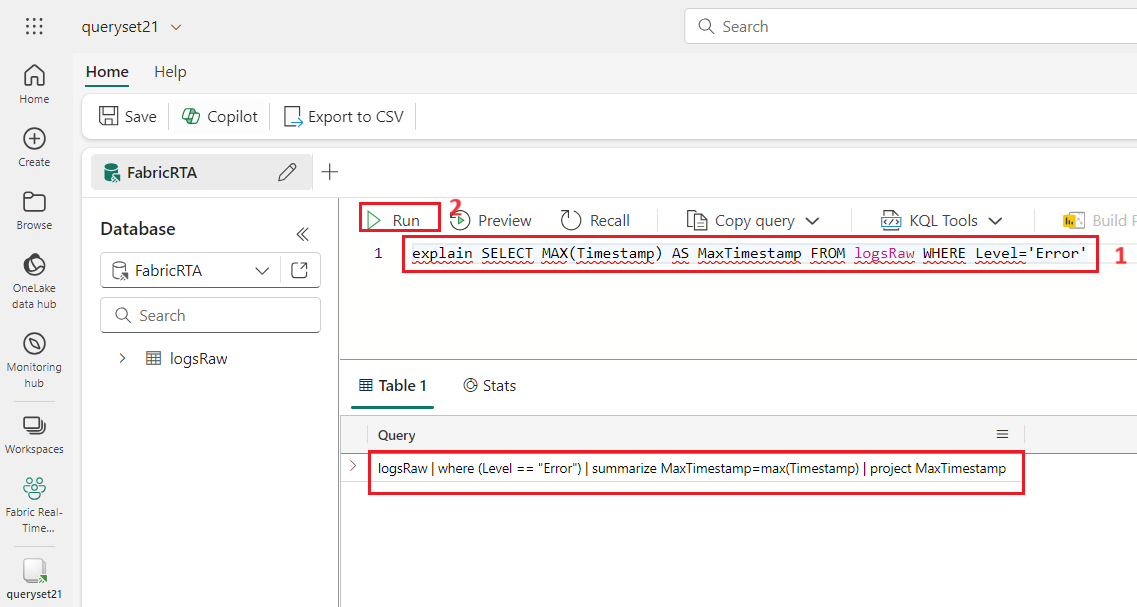 queryset21
Search
Home Help
Save Copilot Export to CSV
Home
Create
Browse
OneLake
data hub
Monitoring
hub
Workspaces
Fabric Real-
Time...
queryset21
FabricRTA
Database
FabricRTA
Search
logsRaw
Run 2 Preview Recall Copy query KQL Tools Build P
1 explain SELECT MAX(Timestamp) AS MaxTimestamp FROM logsRaw WHERE Level='Error' 1
Table 1 Stats
Query
logsRaw | where (Level == "Error") | summarize MaxTimestamp=max(Timestamp) | project MaxTimestamp